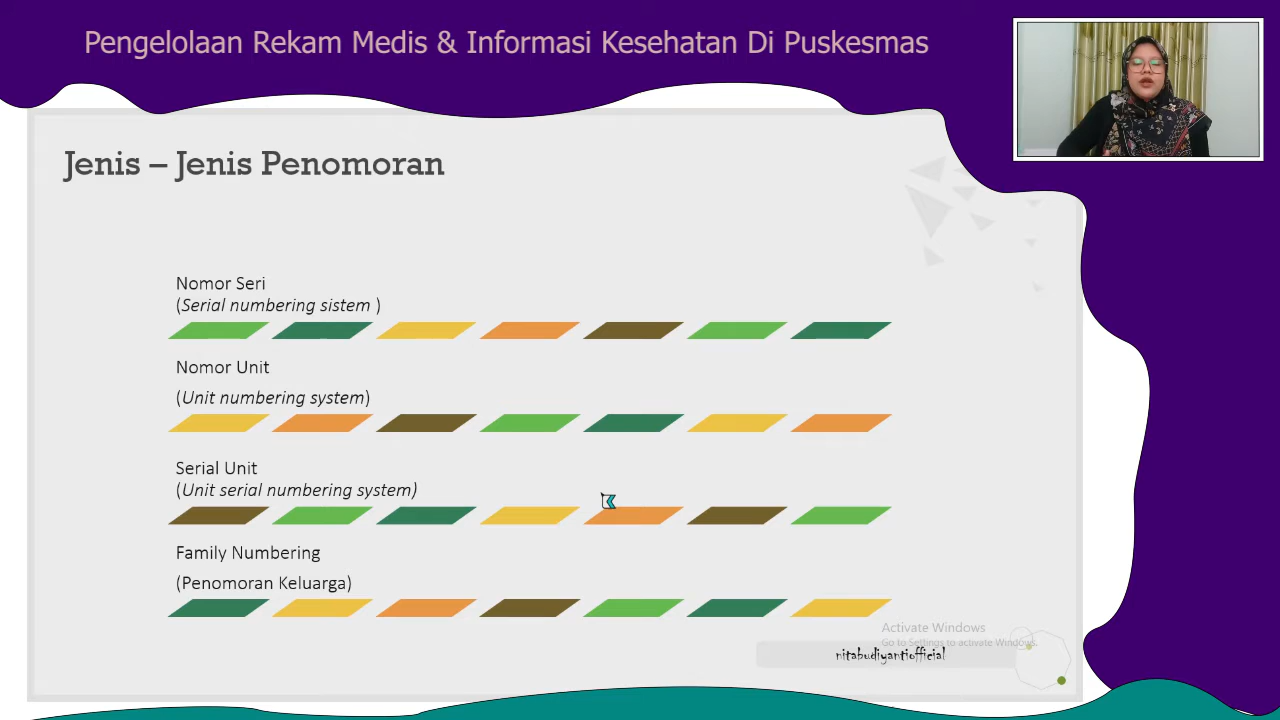 Pengelolaan Rekam Medis & Informasi Kesehatan Di Puskesmas
Jenis – Jenis Penomoran
Nomor Seri
(Serial numbering sistem )
Nomor Unit
(Unit numbering system)
Serial Unit
(Unit serial numbering system)
Family Numbering
(Penomoran Keluarga)
Activate Windows
Go to Settings to activate Windows.
nitabudiyantiofficial